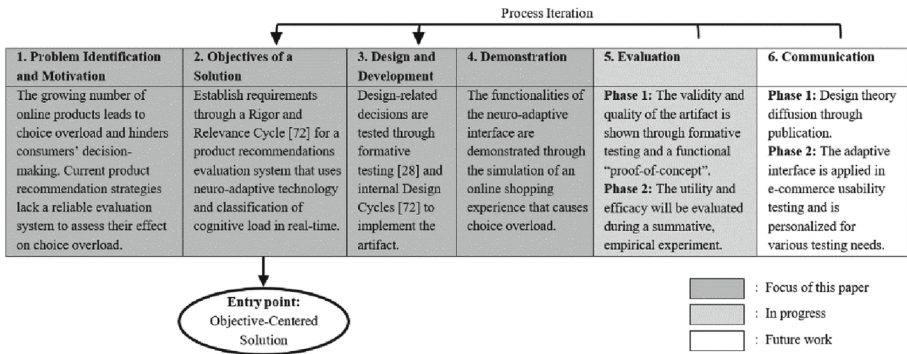 Process Iteration
1. Problem Identification
and Motivation
The growing number of
online products leads to
choice overload and hinders
consumers' decision-
making. Current product
recommendation strategies
lack a reliable evaluation
system to assess their effect
on choice overload.
2. Objectives of a
Solution
Establish requirements
through a Rigor and
Relevance Cycle [72] for a
product recommendations
evaluation system that uses
neuro-adaptive technology
and classification of
cognitive load in real-time.
3. Design and
Development
Design-related
decisions are
tested through
formative
testing [28] and
internal Design
Cycles [72] to
implement the
artifact.
4. Demonstration
The functionalities of
the neuro-adaptive
interface are
demonstrated through
the simulation of an
online shopping
experience that causes
choice overload.
5. Evaluation
Phase 1: The validity and
quality of the artifact is
shown through formative
testing and a functional
“proof-of-concept”.
Phase 2: The utility and
efficacy will be evaluated
during a summative,
empirical experiment.
6. Communication
Phase 1: Design theory
diffusion through
publication.
Phase 2: The adaptive
interface is applied in
e-commerce usability
testing and is
personalized for
various testing needs.
Entry point:
Objective-Centered
Solution
: Focus of this paper
: In progress
: Future work